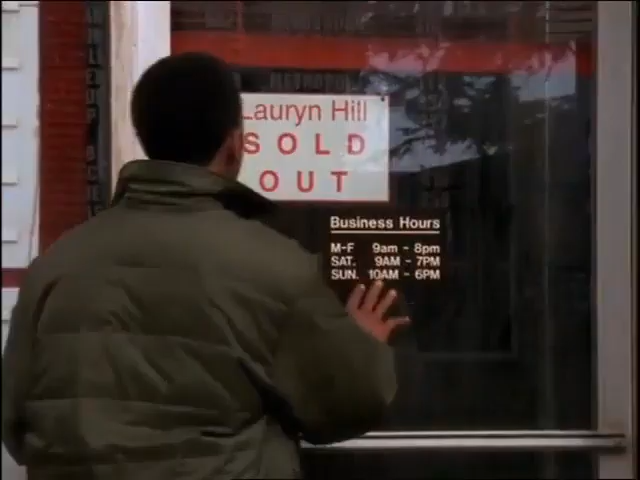 Lauryn Hill
SOLD
OUT
Business Hours
M-F 9am - 8pm
SAT. 9AM - 7PM
SUN. 10AM - 6PM